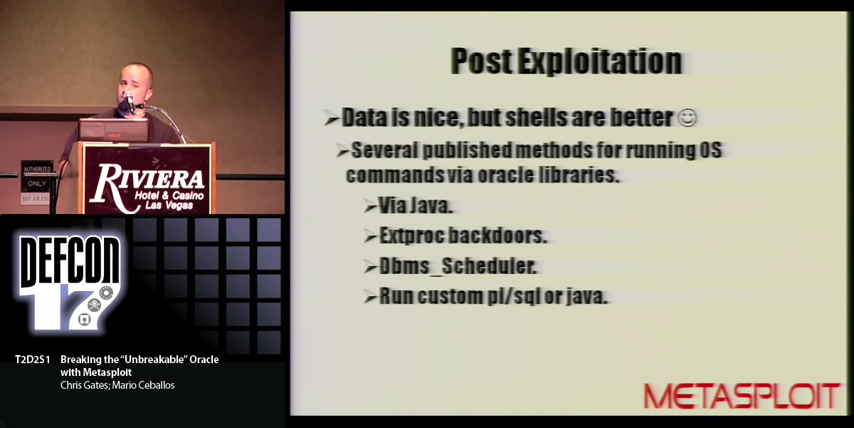 Post Exploitation
Data is nice, but shells are better
Several published methods for running OS
commands via oracle libraries.
Via Java.
Extproc backdoors.
Dbms_Scheduler.
Run custom pl/sql or java.
METASPLOIT
AUTHORIZED
ONLY
RIVIERA
Hotel & Casino
Las Vegas
DEFCON
17
T2D2S1 Breaking the “Unbreakable” Oracle
with Metasploit
Chris Gates; Mario Ceballos